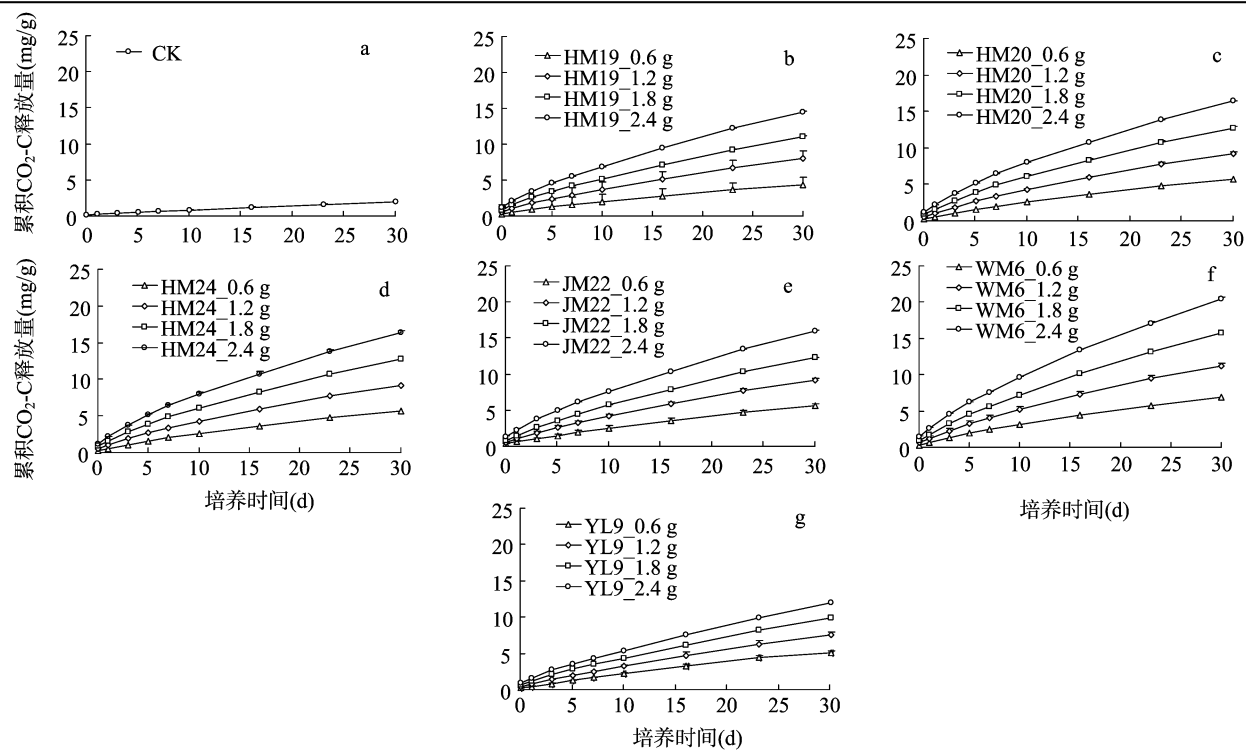 累积CO₂-C释放量(mg/g)
25
20
15
10
5
0
0 5 10 15 20 25 30
CK
a
25
20
15
10
5
0
0 5 10 15 20 25 30
HM19_0.6 g
HM19_1.2 g
HM19_1.8 g
HM19_2.4 g
b
25
20
15
10
5
0
0 5 10 15 20 25 30
HM20_0.6 g
HM20_1.2 g
HM20_1.8 g
HM20_2.4 g
c
累积CO₂-C释放量(mg/g)
25
20
15
10
5
0
0 5 10 15 20 25 30
HM24_0.6 g
HM24_1.2 g
HM24_1.8 g
HM24_2.4 g
d
培养时间(d)
25
20
15
10
5
0
0 5 10 15 20 25 30
JM22_0.6 g
JM22_1.2 g
JM22_1.8 g
JM22_2.4 g
e
25
20
15
10
5
0
0 5 10 15 20 25 30
WM6_0.6 g
WM6_1.2 g
WM6_1.8 g
WM6_2.4 g
f
培养时间(d)
25
20
15
10
5
0
0 5 10 15 20 25 30
YL9_0.6 g
YL9_1.2 g
YL9_1.8 g
YL9_2.4 g
g
培养时间(d)